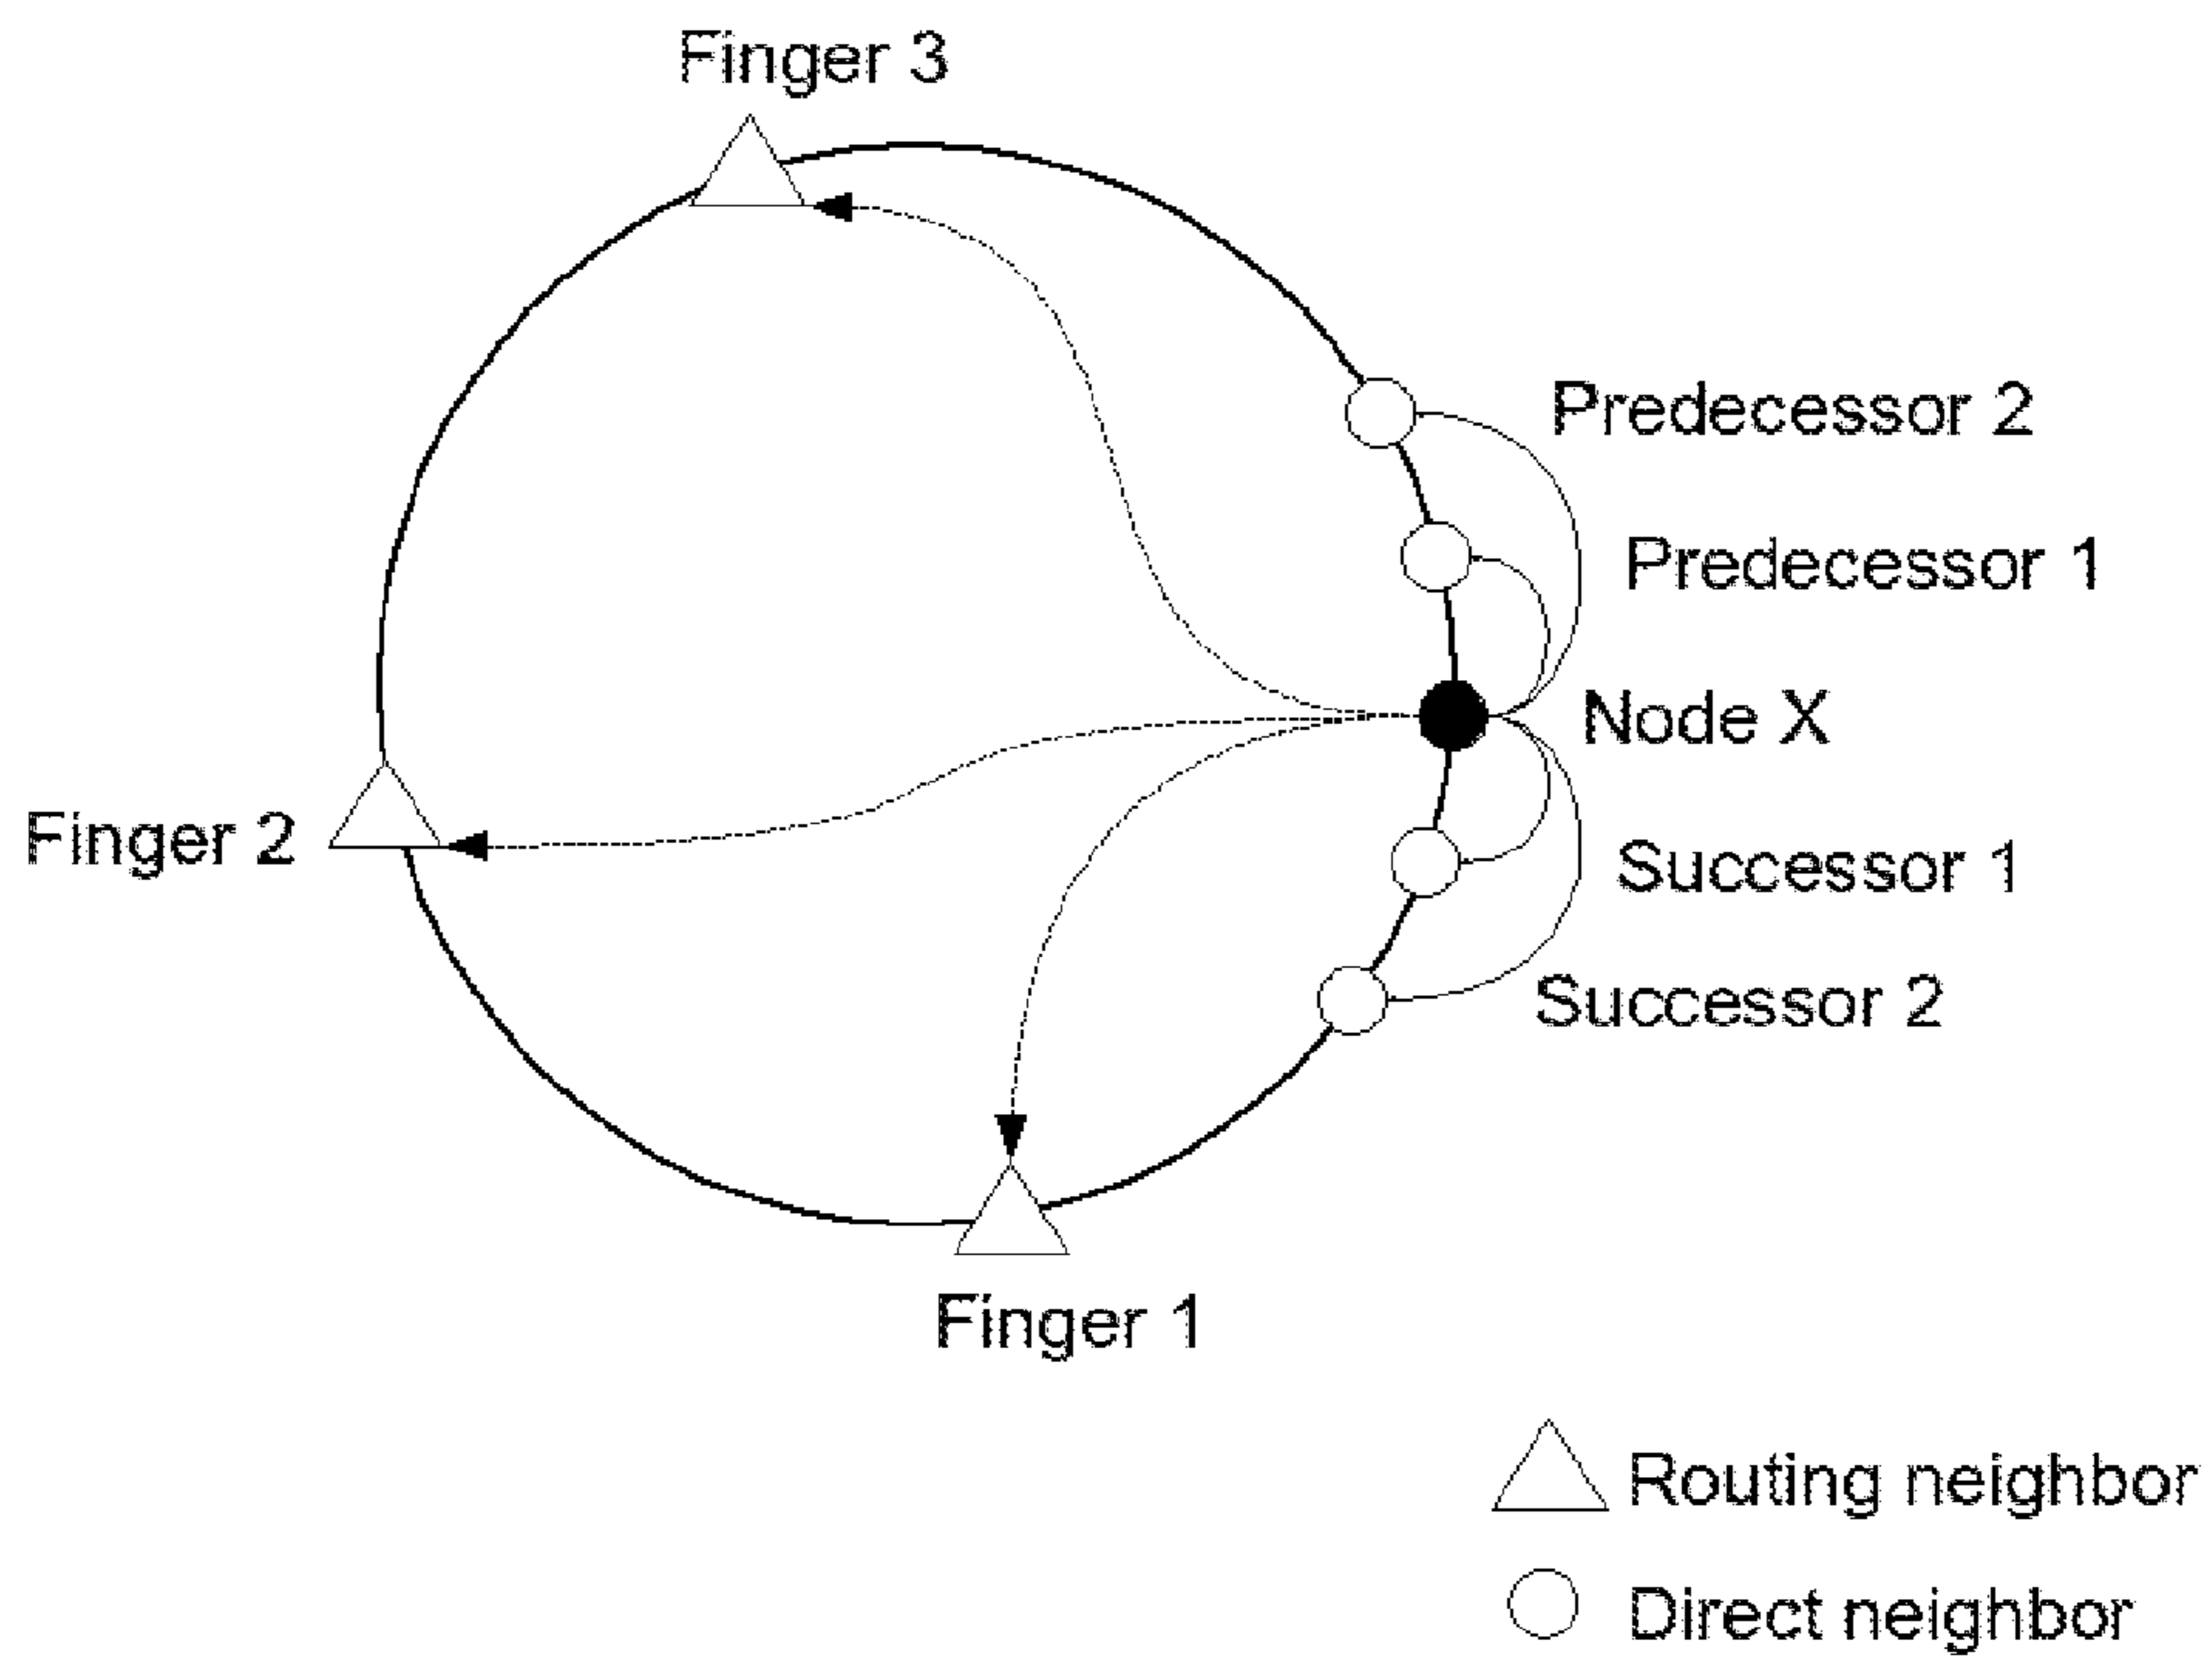 Finger 3
Predecessor 2
Predecessor 1
Node X
Finger 2
Successor 1
Successor 2
Finger 1
Routing neighbor
Direct neighbor